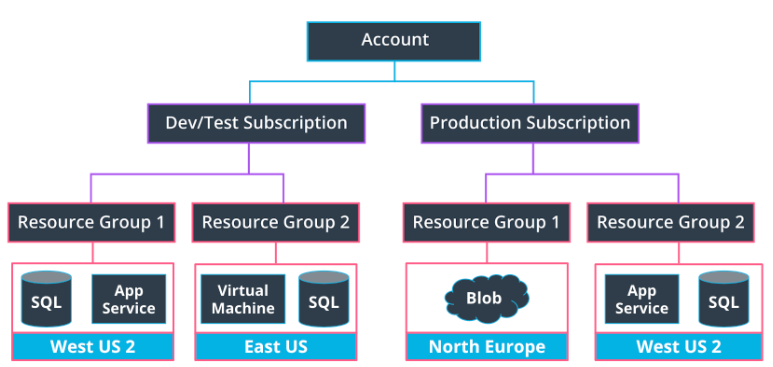 Account
Dev/Test Subscription
Production Subscription
Resource Group 1
Resource Group 2
Resource Group 1
Resource Group 2
SQL
App
Service
Virtual
Machine
SQL
Blob
App
Service
SQL
West US 2
East US
North Europe
West US 2